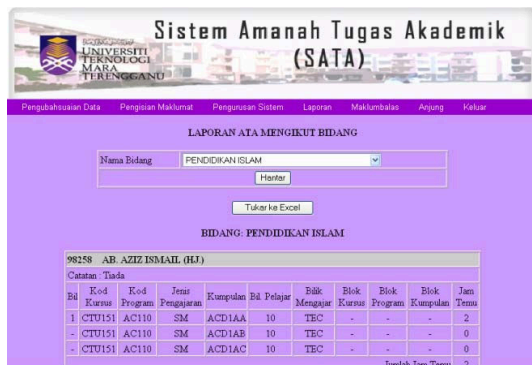 Sistem Amanah Tugas Akademik
(SATA)
UNIVERSITI
TEKNOLOGI
MARA
TERENGGANU
Pengubahsuaian Data Pengisian Maklumat Pengurusan Sistem Laporan Maklumbalas Anjung Keluar
LAPORAN ATA MENGIKUT BIDANG
Nama Bidang PENDIDIKAN ISLAM
Hantar
Tukar ke Excel
BIDANG: PENDIDIKAN ISLAM
98258 AB. AZIZ ISMAIL (HJ.)
Catatan : Tiada
Bil Kod Kursus Kod Program Jenis Pengajaran Kumpulan Bil. Pelajar Bilik Mengajar Blok Kursus Blok Program Blok Kumpulan Jam Temu
1 CTU151 AC110 SM ACD1AA 10 TEC - - - 2
- CTU151 AC110 SM ACD1AB 10 TEC - - - 0
- CTU151 AC110 SM ACD1AC 10 TEC - - - 0
Jumlah Jam Temu 2